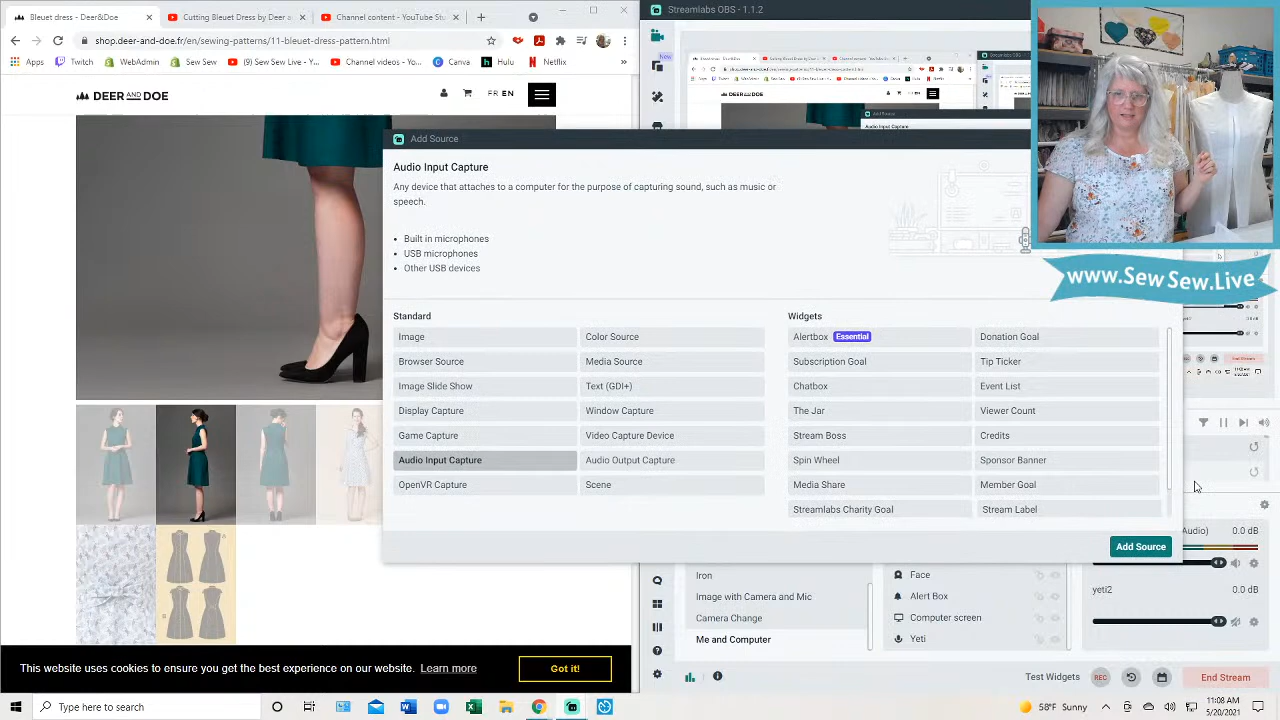 Bleuet dress - Deer&Doe
Cutting Bleuet Dress by Deer a
Channel content - YouTube Stu
Streamlabs OBS - 1.1.2
shop.deer-and-doe.fr/en/sewing-patterns/11-bleuet-dress-pattern.html
Apps
Twitch
WebAdmin
Sew Sew
(9) Sew
Channel videos - Y
Canva
Hulu
Netflix
»
New
DEER AND DOE
FR EN
Add Source
Audio Input Capture
Any device that attaches to a computer for the purpose of capturing sound, such as music or
speech.
• Built in microphones
• USB microphones
• Other USB devices
www.SewSew.Live
Standard
Widgets
Image
Color Source
Alertbox Essential
Donation Goal
Browser Source
Media Source
Subscription Goal
Tip Ticker
Image Slide Show
Text (GDI+)
Chatbox
Event List
Display Capture
Window Capture
The Jar
Viewer Count
Game Capture
Video Capture Device
Stream Boss
Credits
Audio Input Capture
Audio Output Capture
Spin Wheel
Sponsor Banner
OpenVR Capture
Scene
Media Share
Member Goal
Streamlabs Charity Goal
Stream Label
Audio) 0.0 dB
Add Source
Iron
Face
Image with Camera and Mic
Alert Box
yeti2
0.0 dB
Camera Change
Computer screen
Me and Computer
Yeti
This website uses cookies to ensure you get the best experience on our website. Learn more
Got it!
Test Widgets
REC
End Stream
Type here to search
58°F Sunny
11:08 AM
5/20/2021